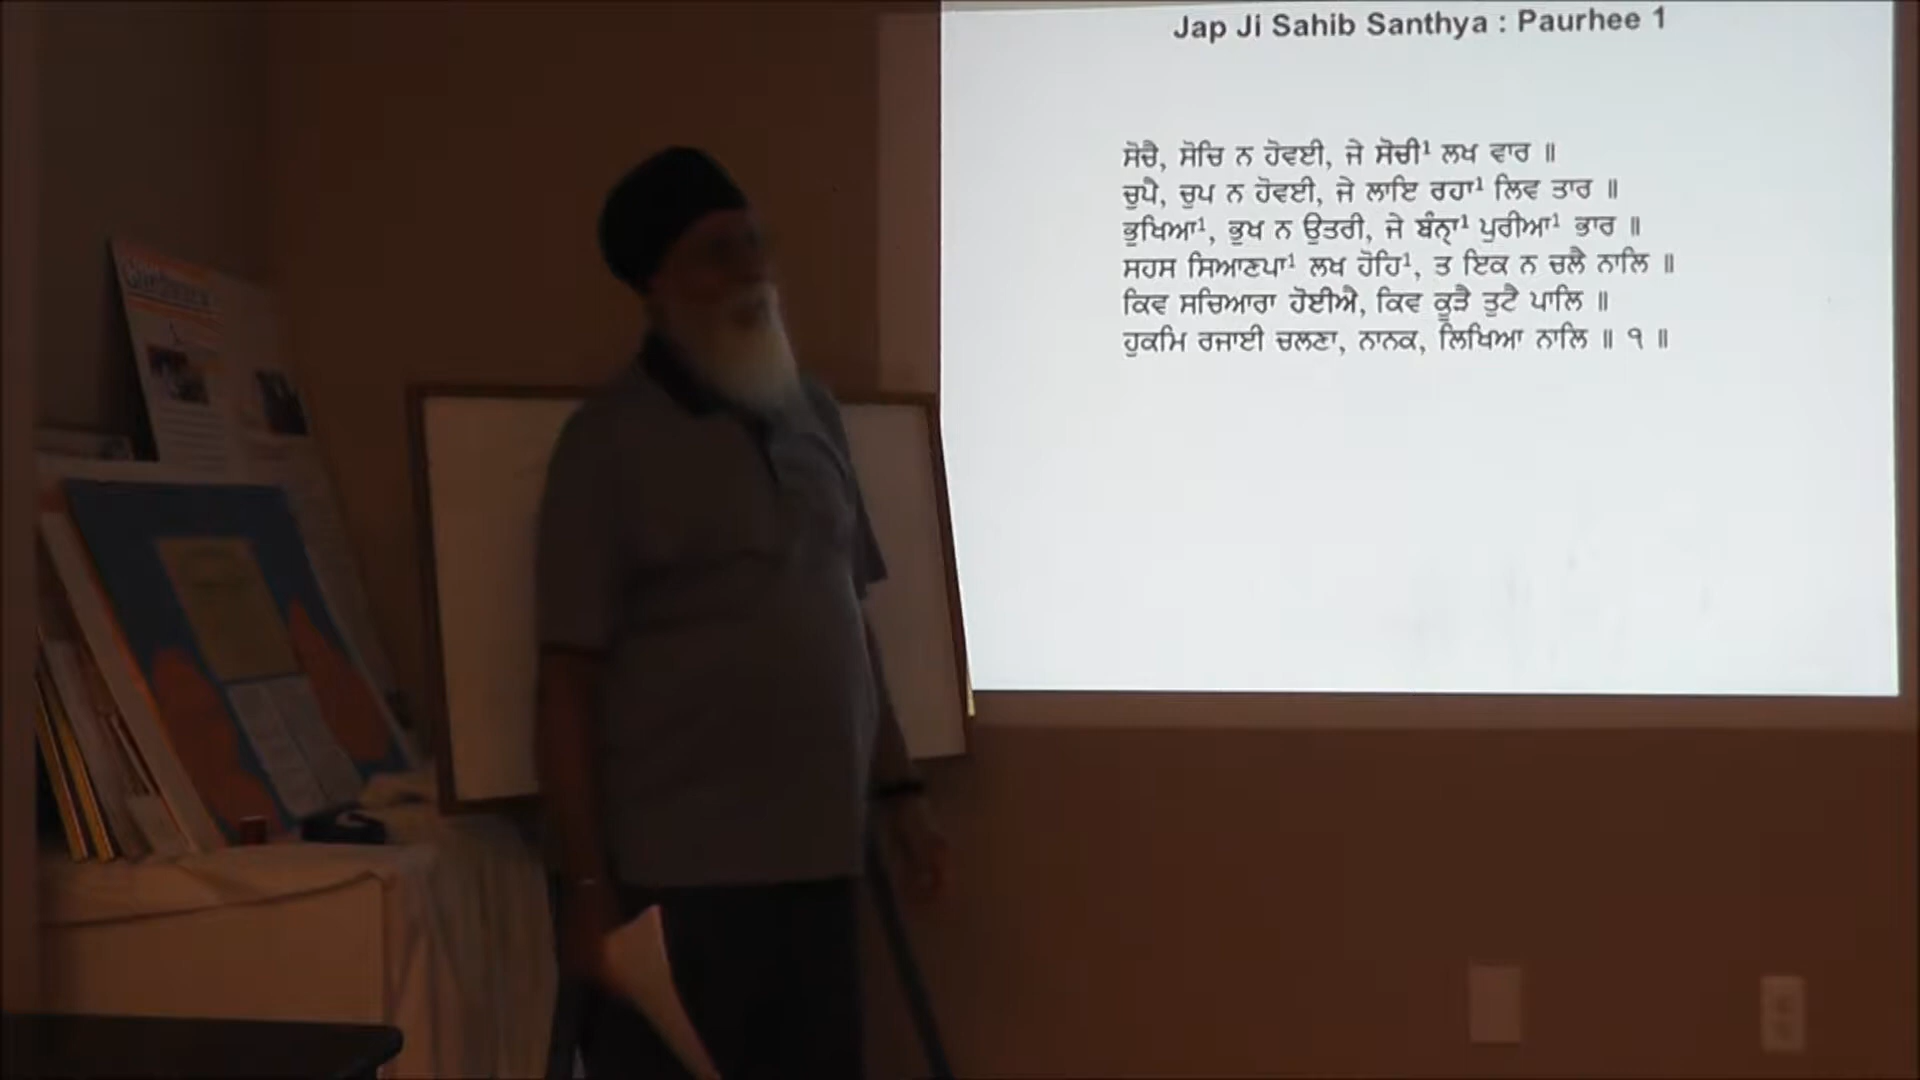 Jap Ji Sahib Santhya : Paurhee 1
ਸੋਚੈ, ਸੋਚਿ ਨ ਹੋਵਈ, ਜੇ ਸੋਚੀ¹ ਲਖ ਵਾਰ ॥
ਚੁਪੈ, ਚੁਪ ਨ ਹੋਵਈ, ਜੇ ਲਾਇ ਰਹਾ¹ ਲਿਵ ਤਾਰ ॥
ਭੁਖਿਆ¹, ਭੁਖ ਨ ਉਤਰੀ, ਜੇ ਬੰਨ੍ਹਾ¹ ਪੁਰੀਆ¹ ਭਾਰ ॥
ਸਹਸ ਸਿਆਣਪਾ¹ ਲਖ ਹੋਹਿ¹, ਤ ਇਕ ਨ ਚਲੈ ਨਾਲਿ ॥
ਕਿਵ ਸਚਿਆਰਾ ਹੋਈਐ, ਕਿਵ ਕੂੜੈ ਤੁਟੈ ਪਾਲਿ ॥
ਹੁਕਮਿ ਰਜਾਈ ਚਲਣਾ, ਨਾਨਕ, ਲਿਖਿਆ ਨਾਲਿ ॥ ੧ ॥